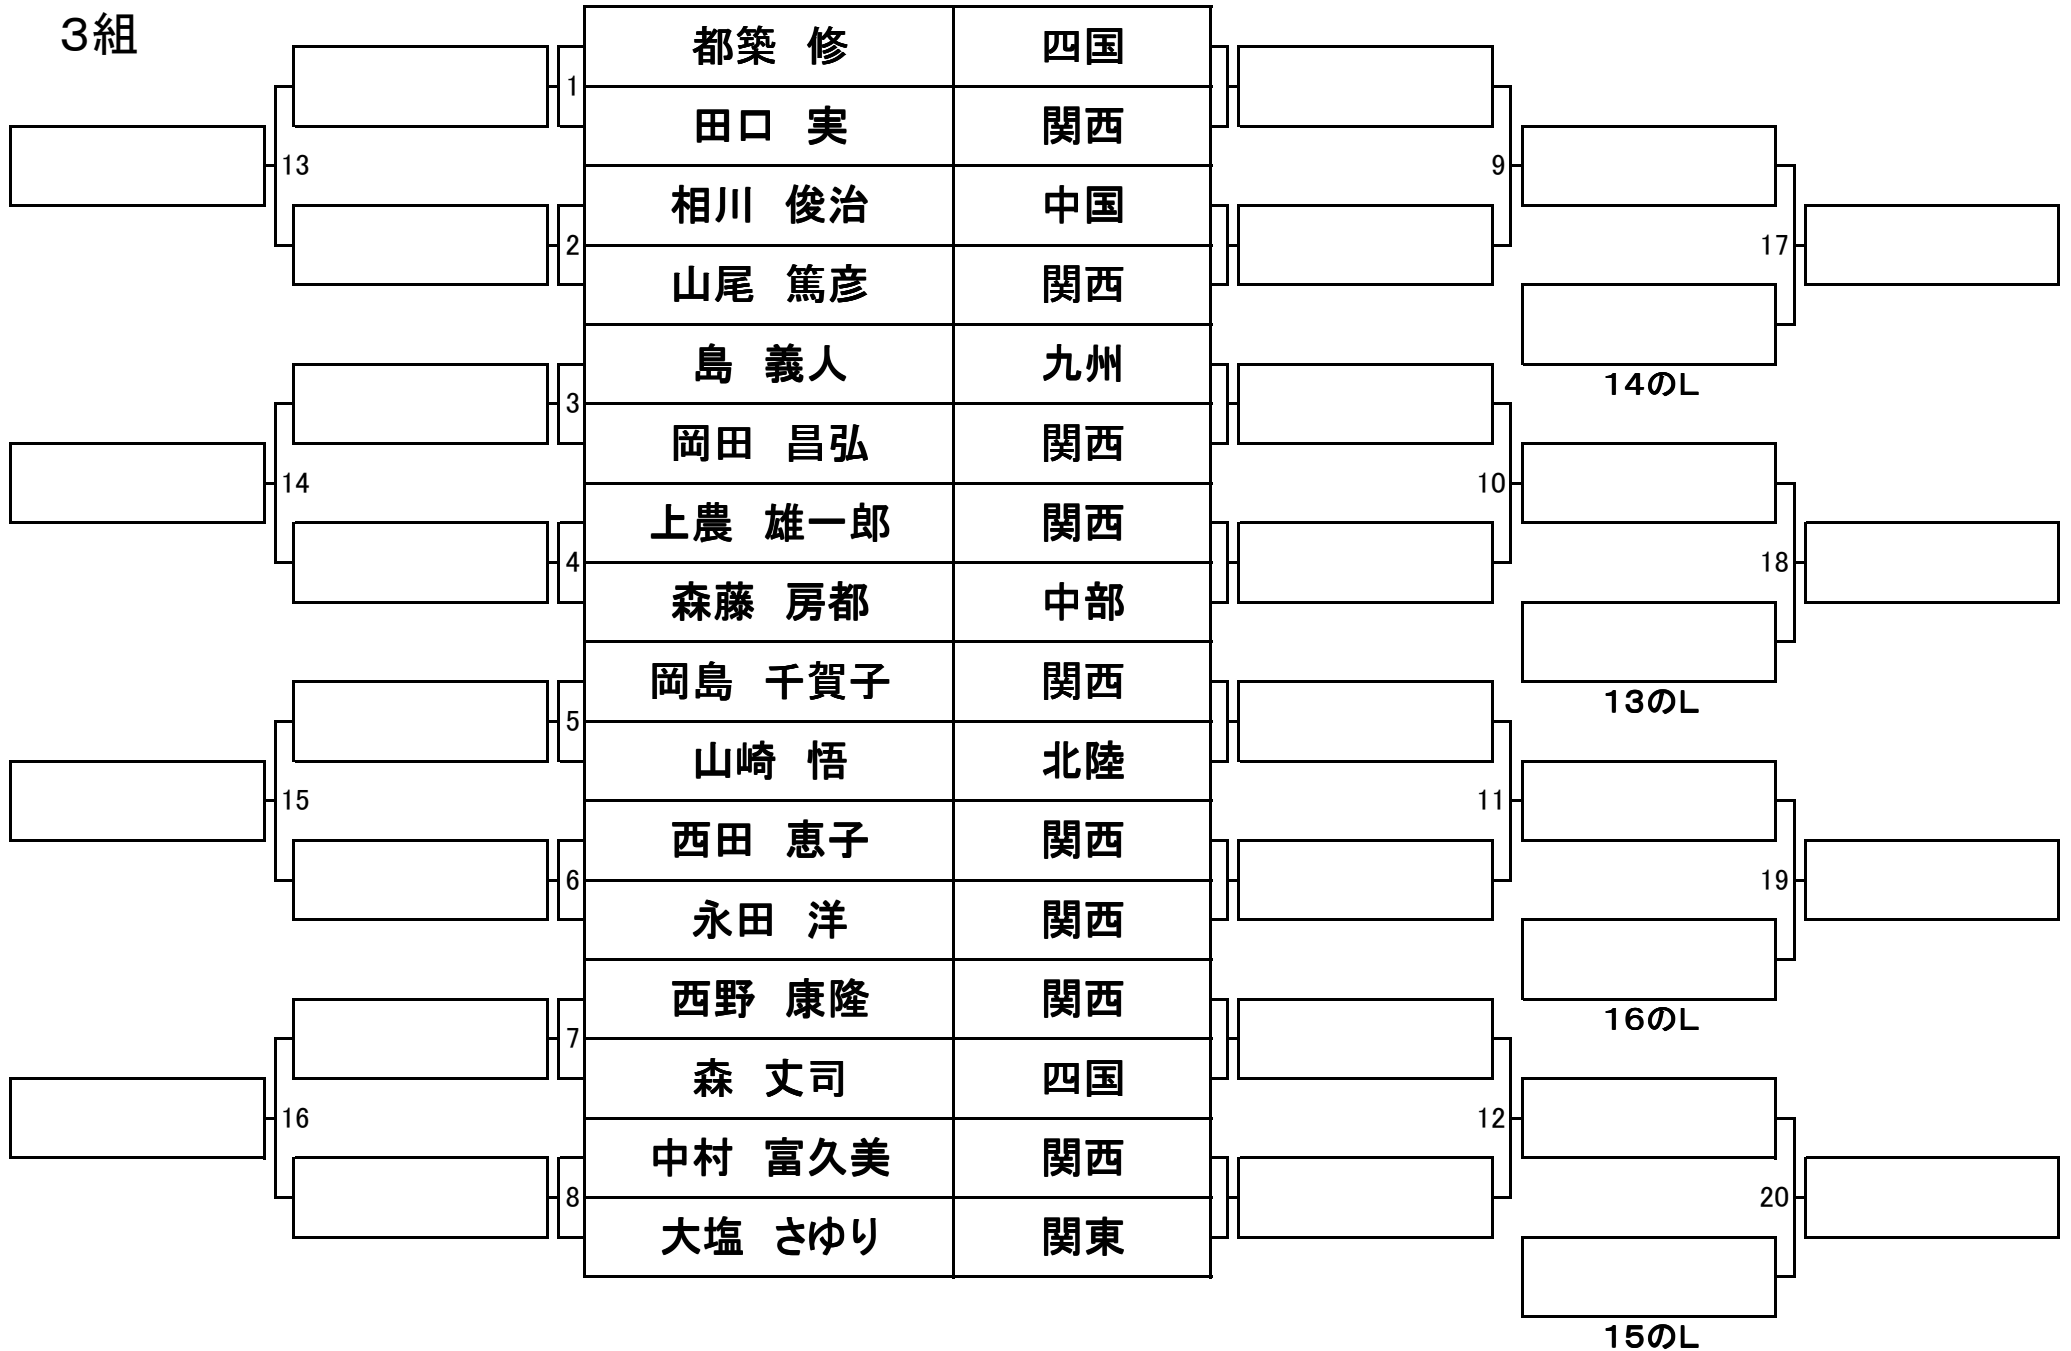 ３組
都築　修　四国
1
田口　実　関西
13
9
相川　俊治　中国
2
17
山尾　篤彦　関西
島　義人　九州
14のL
3
岡田　昌弘　関西
14
10
上農　雄一郎　関西
4
18
森藤　房都　中部
岡島　千賀子　関西
13のL
5
山崎　悟　北陸
15
11
西田　恵子　関西
6
19
永田　洋　関西
西野　康隆　関西
16のL
7
森　丈司　四国
16
12
中村　富久美　関西
8
20
大塩　さゆり　関東
15のL